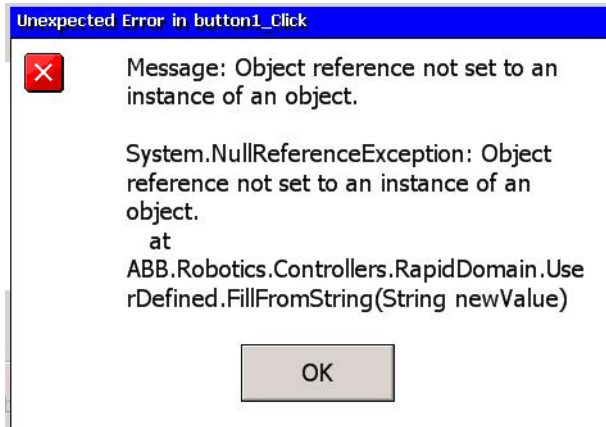 Unexpected Error in button1_Click
Message: Object reference not set to an
instance of an object.
System.NullReferenceException: Object
reference not set to an instance of an
object.
at
ABB.Robotics.Controllers.RapidDomain.Use
rDefined.FillFromString(String newValue)
OK